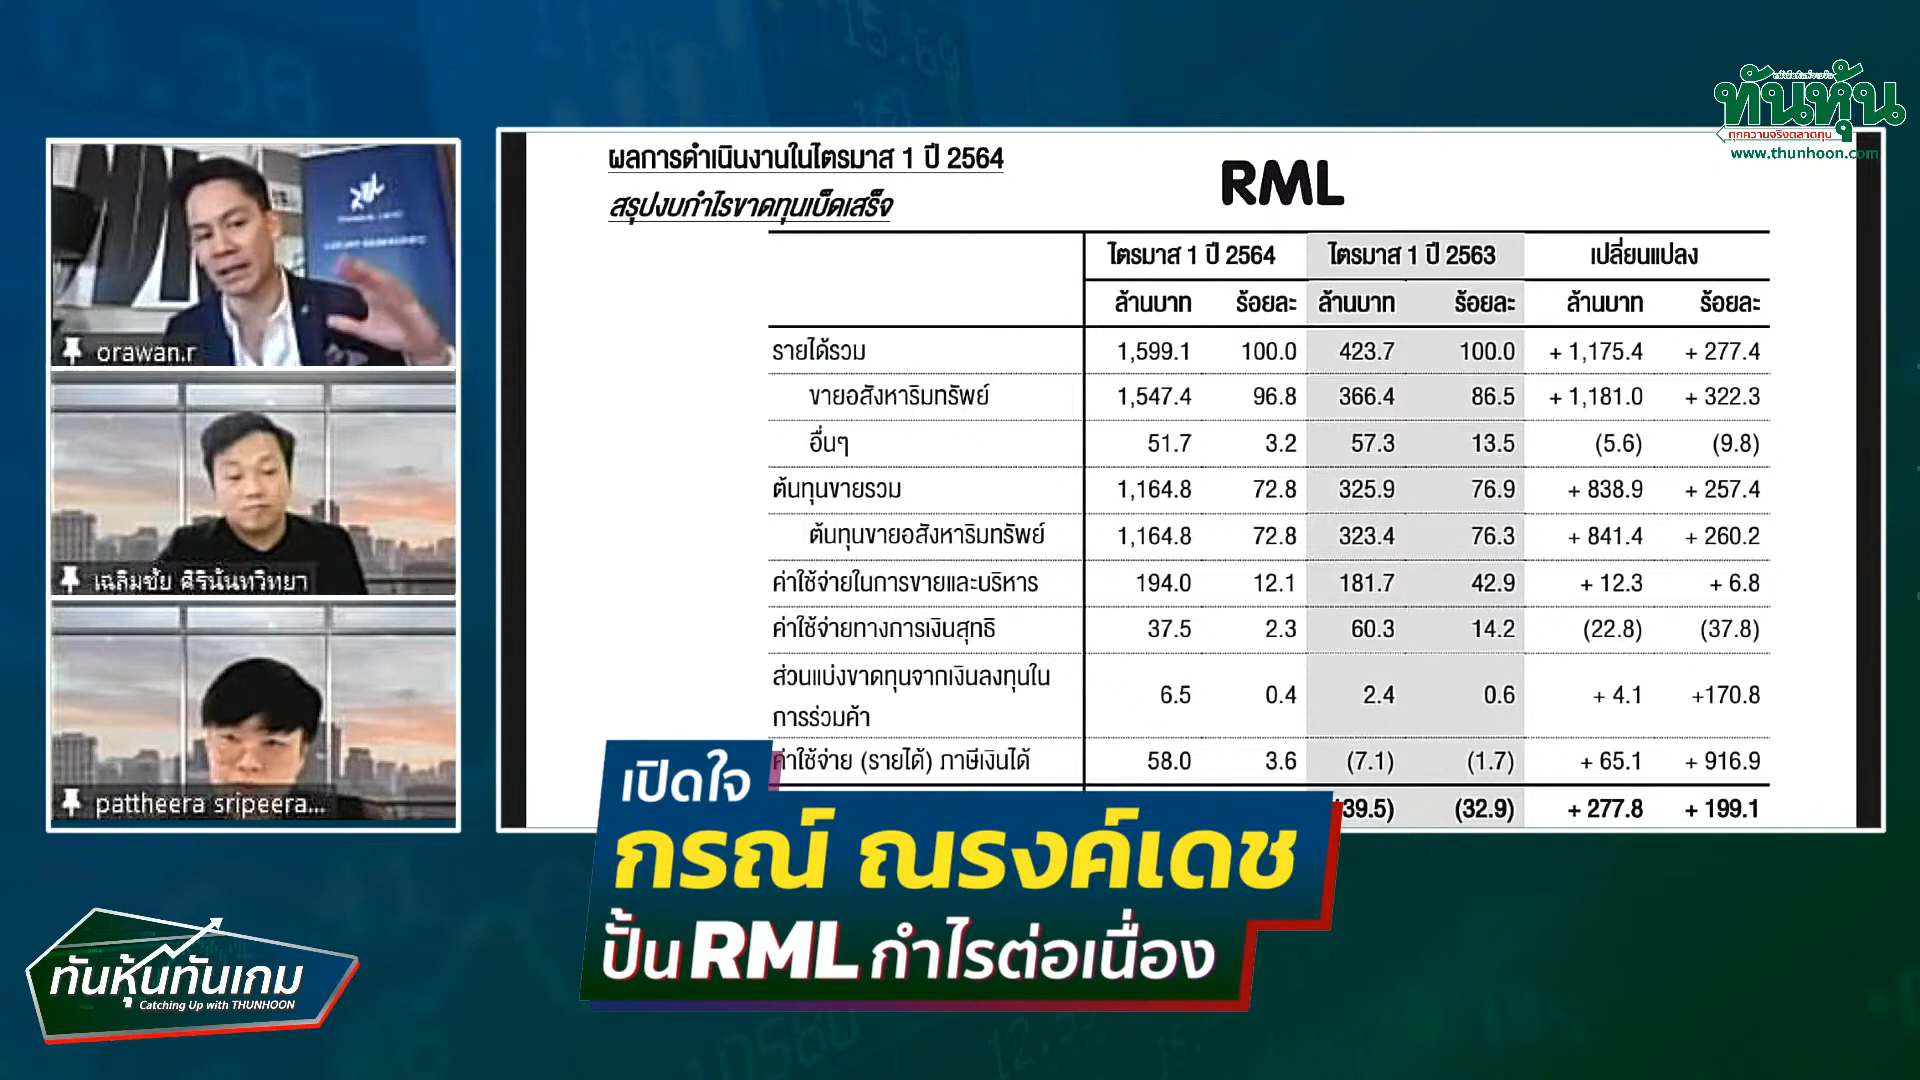 ทันหุ้น
ทุกความจริงตลาดทุน
www.thunhoon.com
orawan.r
เฉลิมชัย ศิรินันทวิทยา
pattheera sripeera...
ผลการดำเนินงานในไตรมาส 1 ปี 2564
RML
สรุปงบกำไรขาดทุนเบ็ดเสร็จ
ไตรมาส 1 ปี 2564 ไตรมาส 1 ปี 2563 เปลี่ยนแปลง
ล้านบาท ร้อยละ ล้านบาท ร้อยละ ล้านบาท ร้อยละ
รายได้รวม 1,599.1 100.0 423.7 100.0 + 1,175.4 + 277.4
ขายอสังหาริมทรัพย์ 1,547.4 96.8 366.4 86.5 + 1,181.0 + 322.3
อื่นๆ 51.7 3.2 57.3 13.5 (5.6) (9.8)
ต้นทุนขายรวม 1,164.8 72.8 325.9 76.9 + 838.9 + 257.4
ต้นทุนขายอสังหาริมทรัพย์ 1,164.8 72.8 323.4 76.3 + 841.4 + 260.2
ค่าใช้จ่ายในการขายและบริหาร 194.0 12.1 181.7 42.9 + 12.3 + 6.8
ค่าใช้จ่ายทางการเงินสุทธิ 37.5 2.3 60.3 14.2 (22.8) (37.8)
ส่วนแบ่งขาดทุนจากเงินลงทุนใน
การร่วมค้า 6.5 0.4 2.4 0.6 + 4.1 +170.8
ค่าใช้จ่าย (รายได้) ภาษีเงินได้ 58.0 3.6 (7.1) (1.7) + 65.1 + 916.9
39.5) (32.9) + 277.8 + 199.1
เปิดใจ
กรณ์ ณรงค์เดช
ปั้น RML กำไรต่อเนื่อง
ทันหุ้นทันเกม
Catching Up with THUNHOON